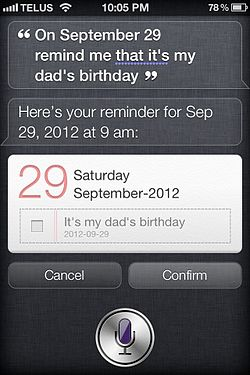 TELUS 10:05 PM 78%
“ On September 29
remind me that it's my
dad's birthday ”
Here's your reminder for Sep
29, 2012 at 9 am:
29 Saturday
September-2012
It's my dad's birthday
2012-09-29
Cancel Confirm